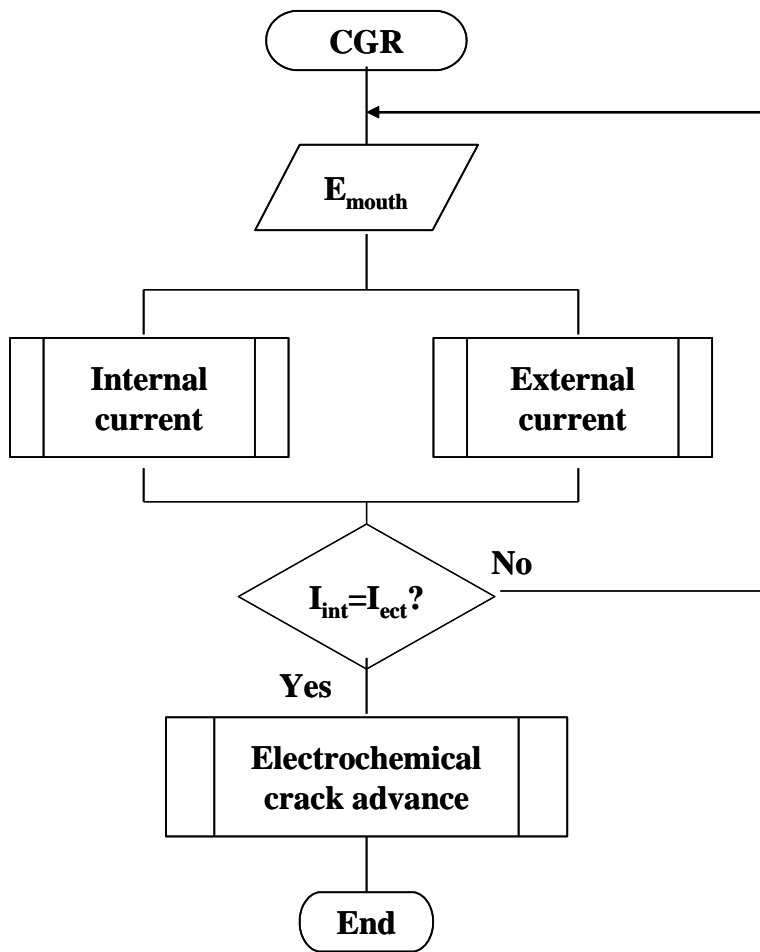 CGR
E_mouth
Internal
current
External
current
No
I_int=I_ect?
Yes
Electrochemical
crack advance
End